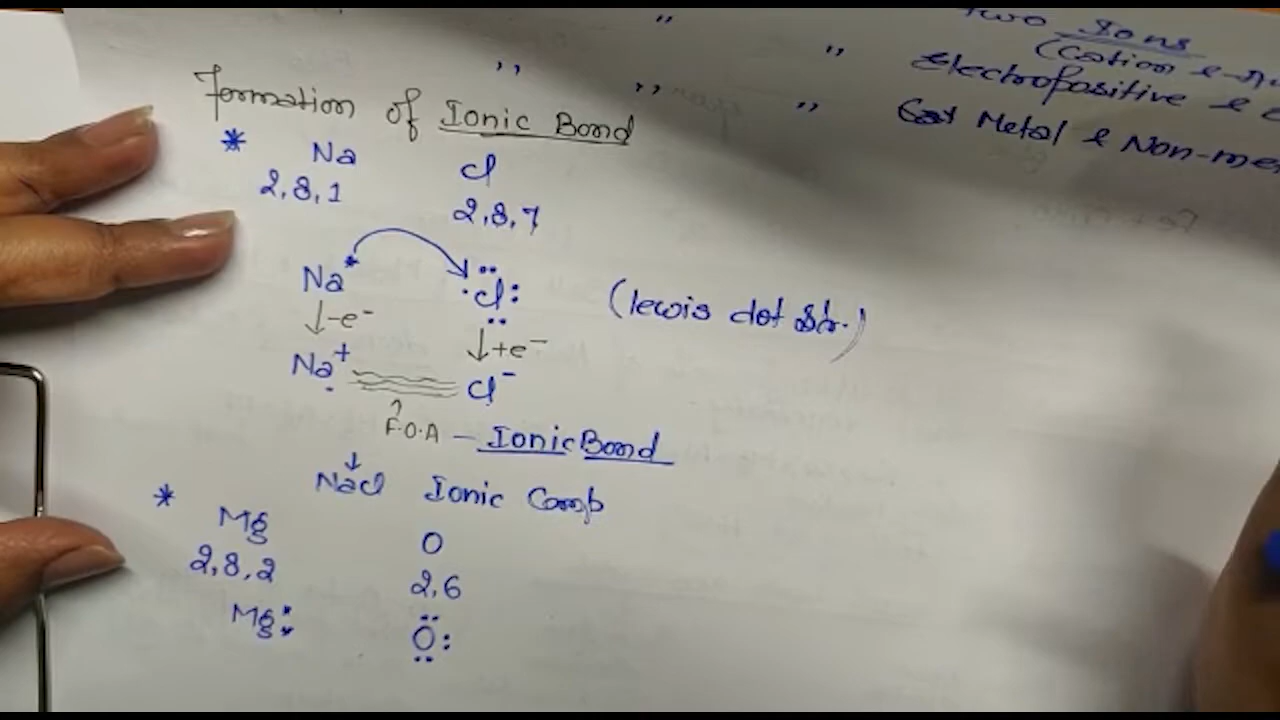 Two Ions
(Cation &
〃 〃 Electropositive &
〃 〃 〃 Metal & Non-me
Formation of Ionic Bond
* Na Cl
2,8,1 2,8,7
Na* ·Cl: (lewis dot str.)
↓-e⁻ ↓+e⁻
Na⁺ Cl⁻
F.O.A - Ionic Bond
↓
NaCl Ionic Comp
* Mg O
2,8,2 2,6
Mg: O: